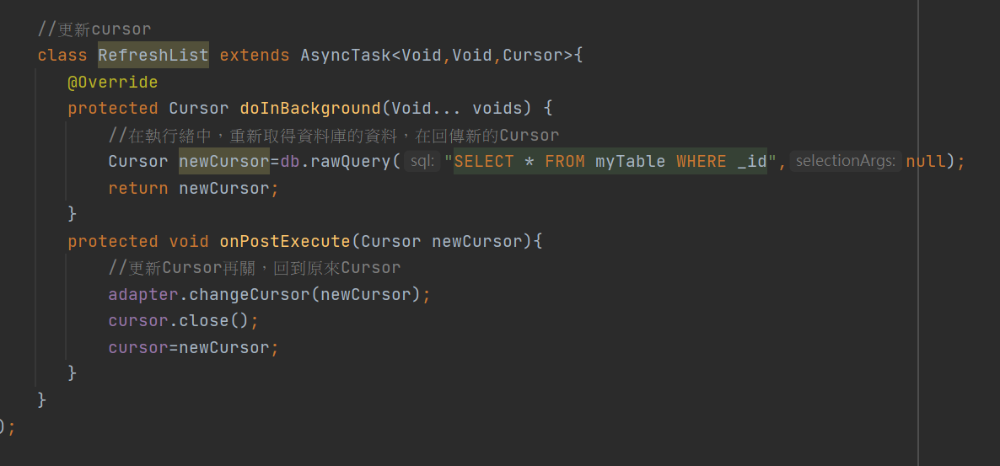 //更新cursor
class RefreshList extends AsyncTask<Void,Void,Cursor>{
@Override
protected Cursor doInBackground(Void... voids) {
//在執行緒中，重新取得資料庫的資料，在回傳新的Cursor
Cursor newCursor=db.rawQuery( sql: "SELECT * FROM myTable WHERE _id", selectionArgs: null);
return newCursor;
}
protected void onPostExecute(Cursor newCursor){
//更新Cursor再關，回到原來Cursor
adapter.changeCursor(newCursor);
cursor.close();
cursor=newCursor;
}
}
);